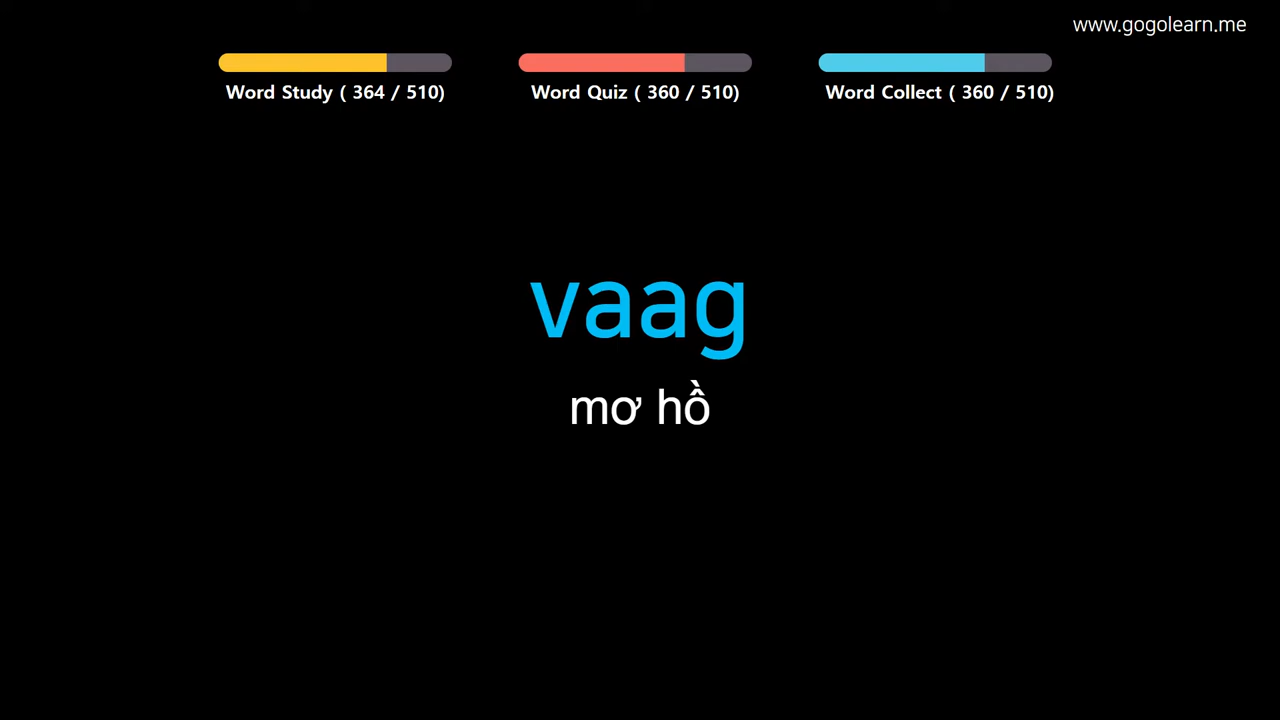 www.gogolearn.me
Word Study ( 364 / 510)
Word Quiz ( 360 / 510)
Word Collect ( 360 / 510)
vaag
mơ hồ